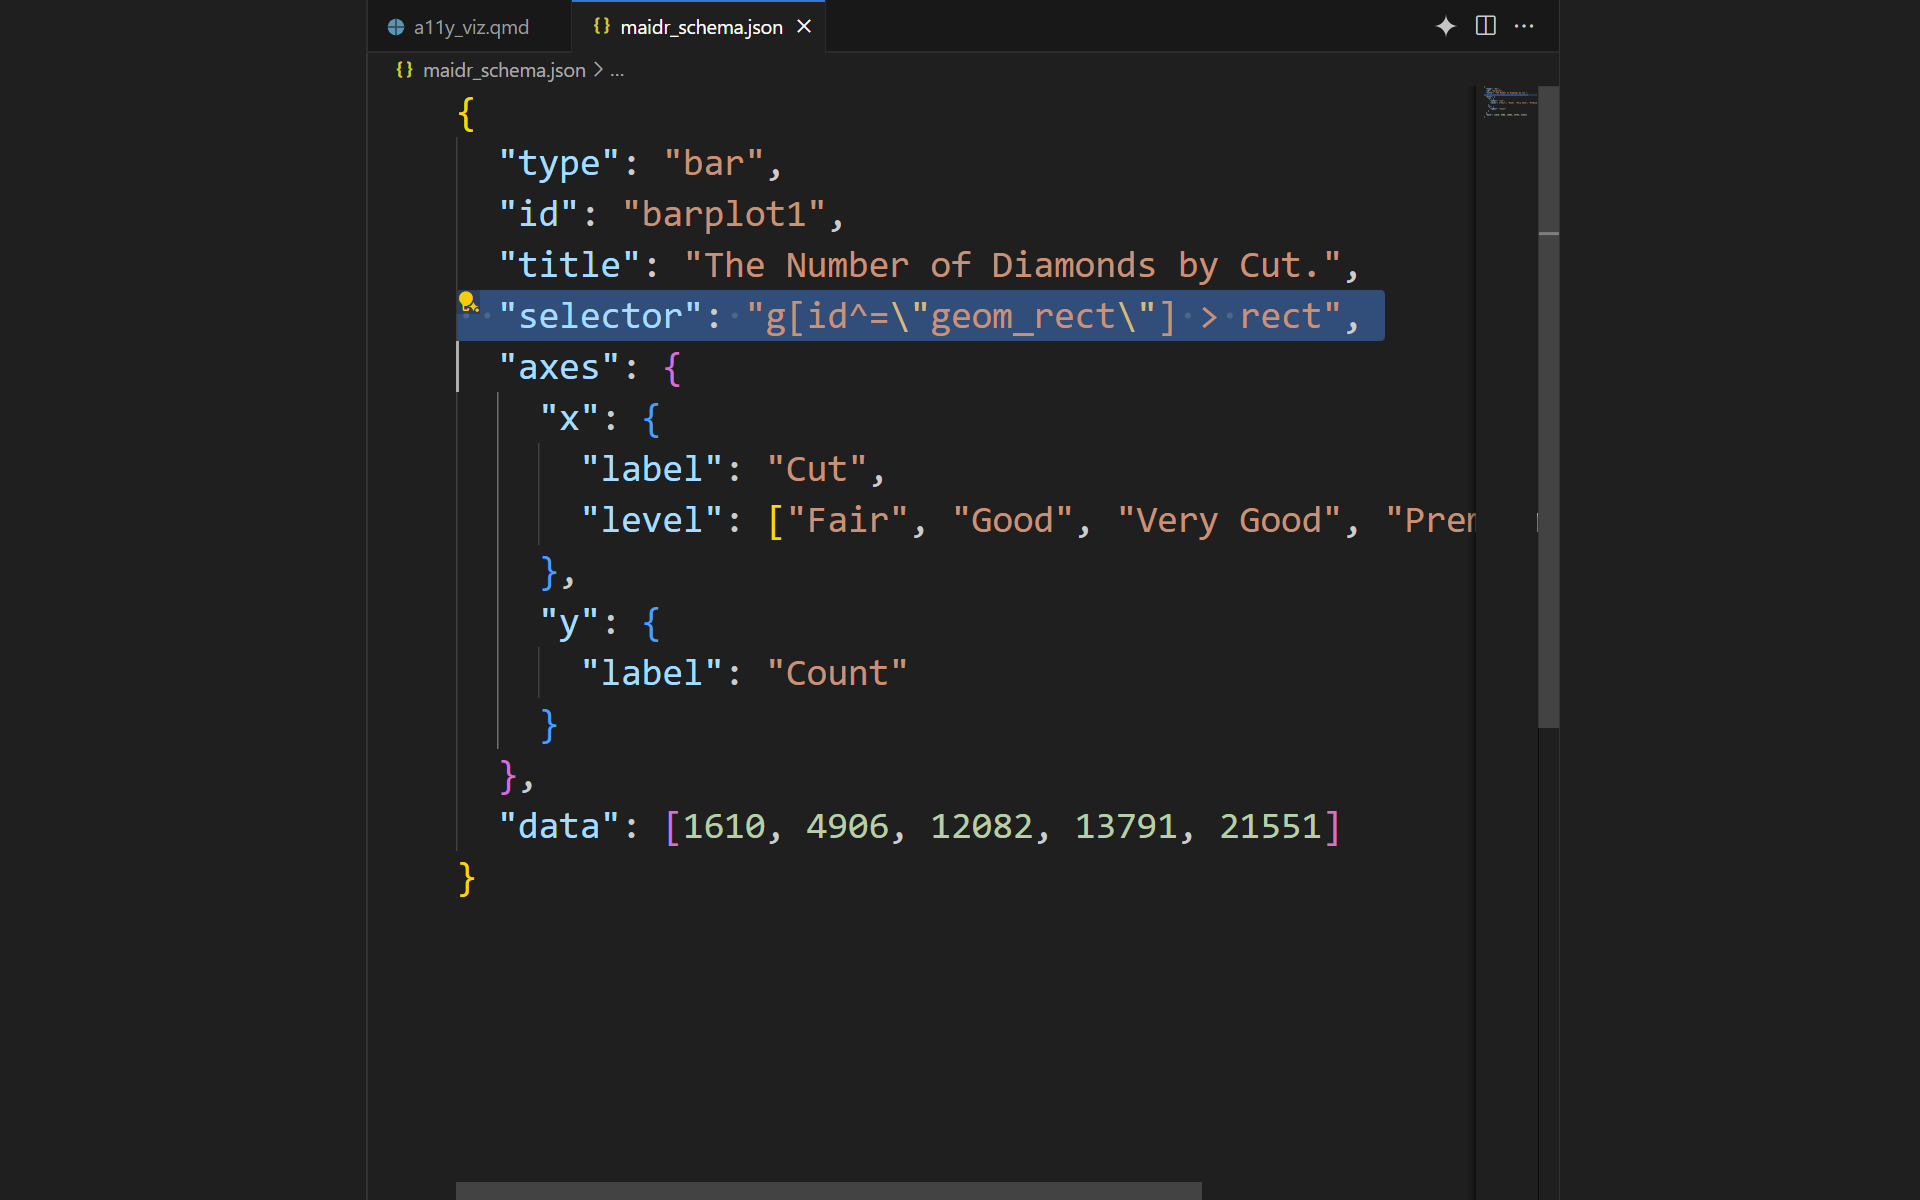 a11y_viz.qmd
{} maidr_schema.json
{} maidr_schema.json > ...
{
"type": "bar",
"id": "barplot1",
"title": "The Number of Diamonds by Cut.",
"selector": "g[id^=\"geom_rect\"] > rect",
"axes": {
"x": {
"label": "Cut",
"level": ["Fair", "Good", "Very Good", "Prem
},
"y": {
"label": "Count"
}
},
"data": [1610, 4906, 12082, 13791, 21551]
}